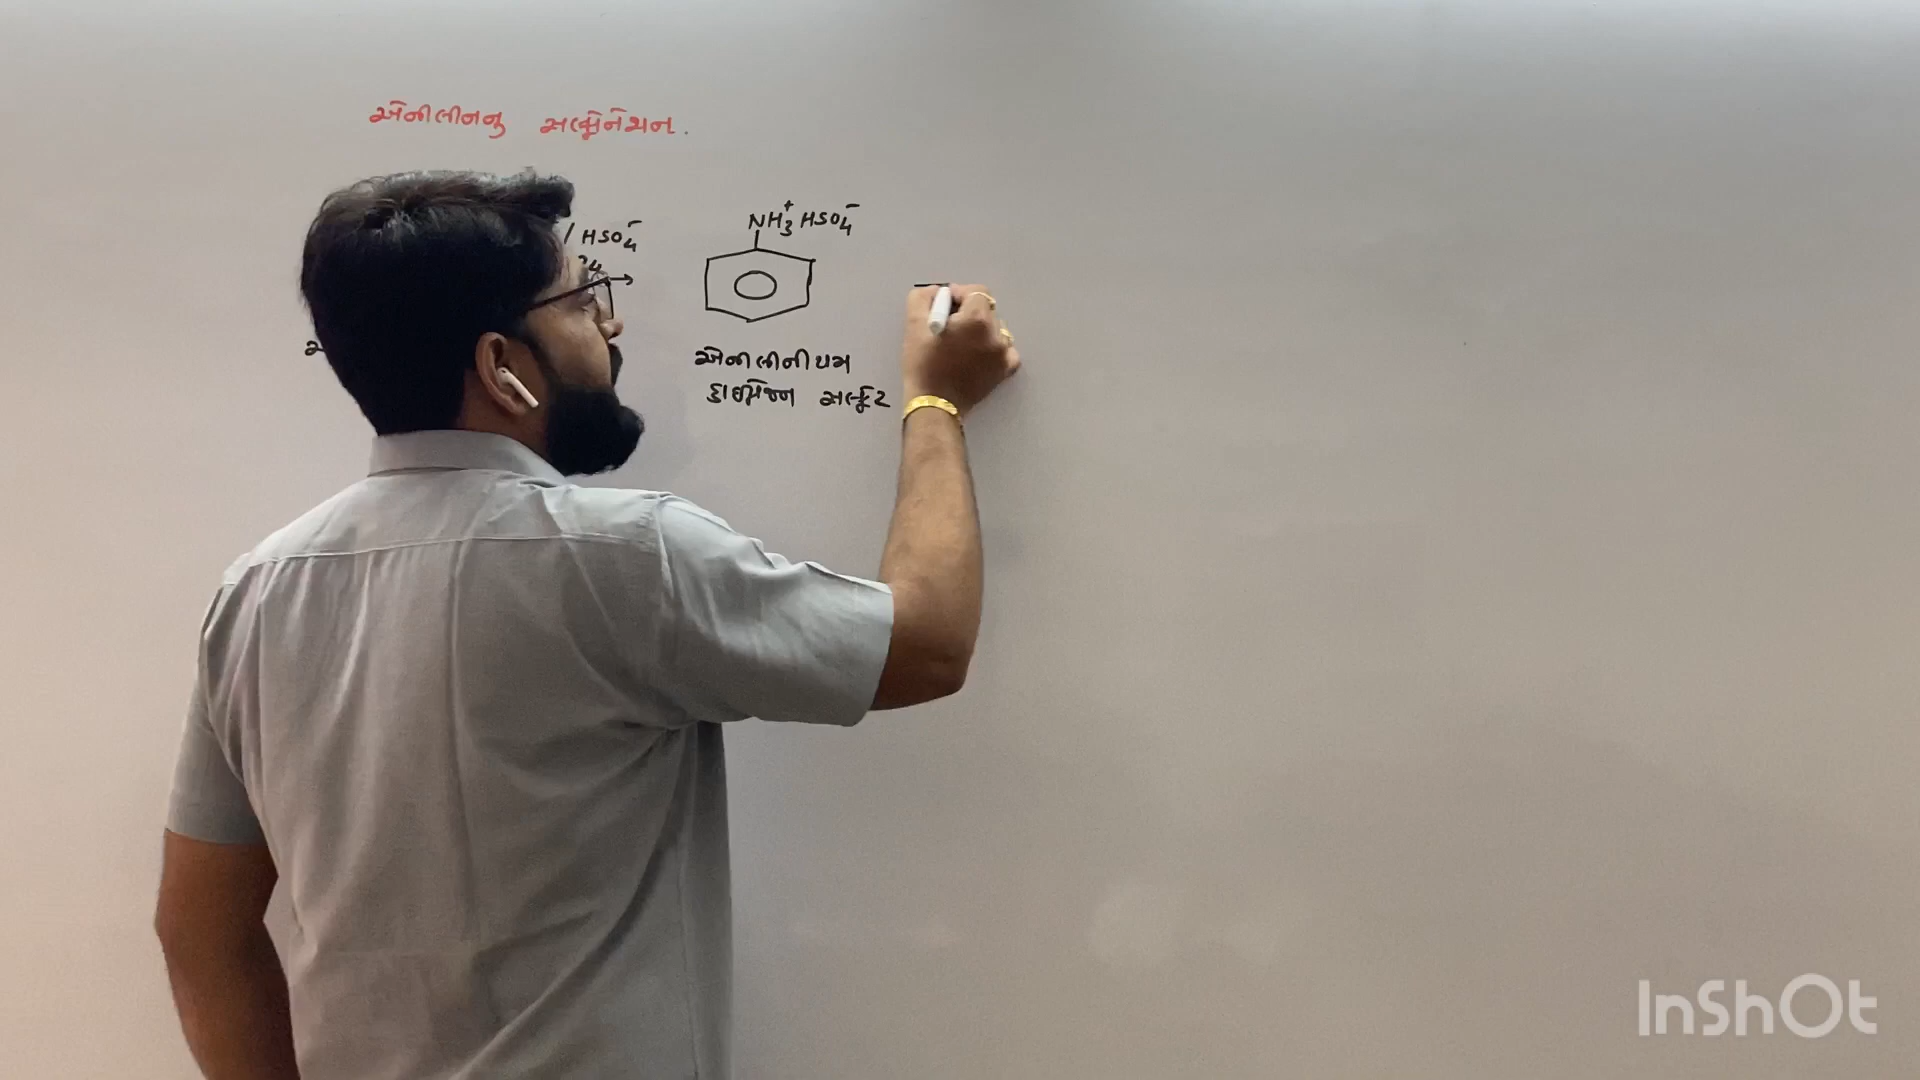 એનીલીનનુ સલ્ફોનેશન.
/ HSO₄⁻
NH₃⁺ HSO₄⁻
એનીલીનીયમ
હાઈડ્રોજન સલ્ફેટ
InShOt